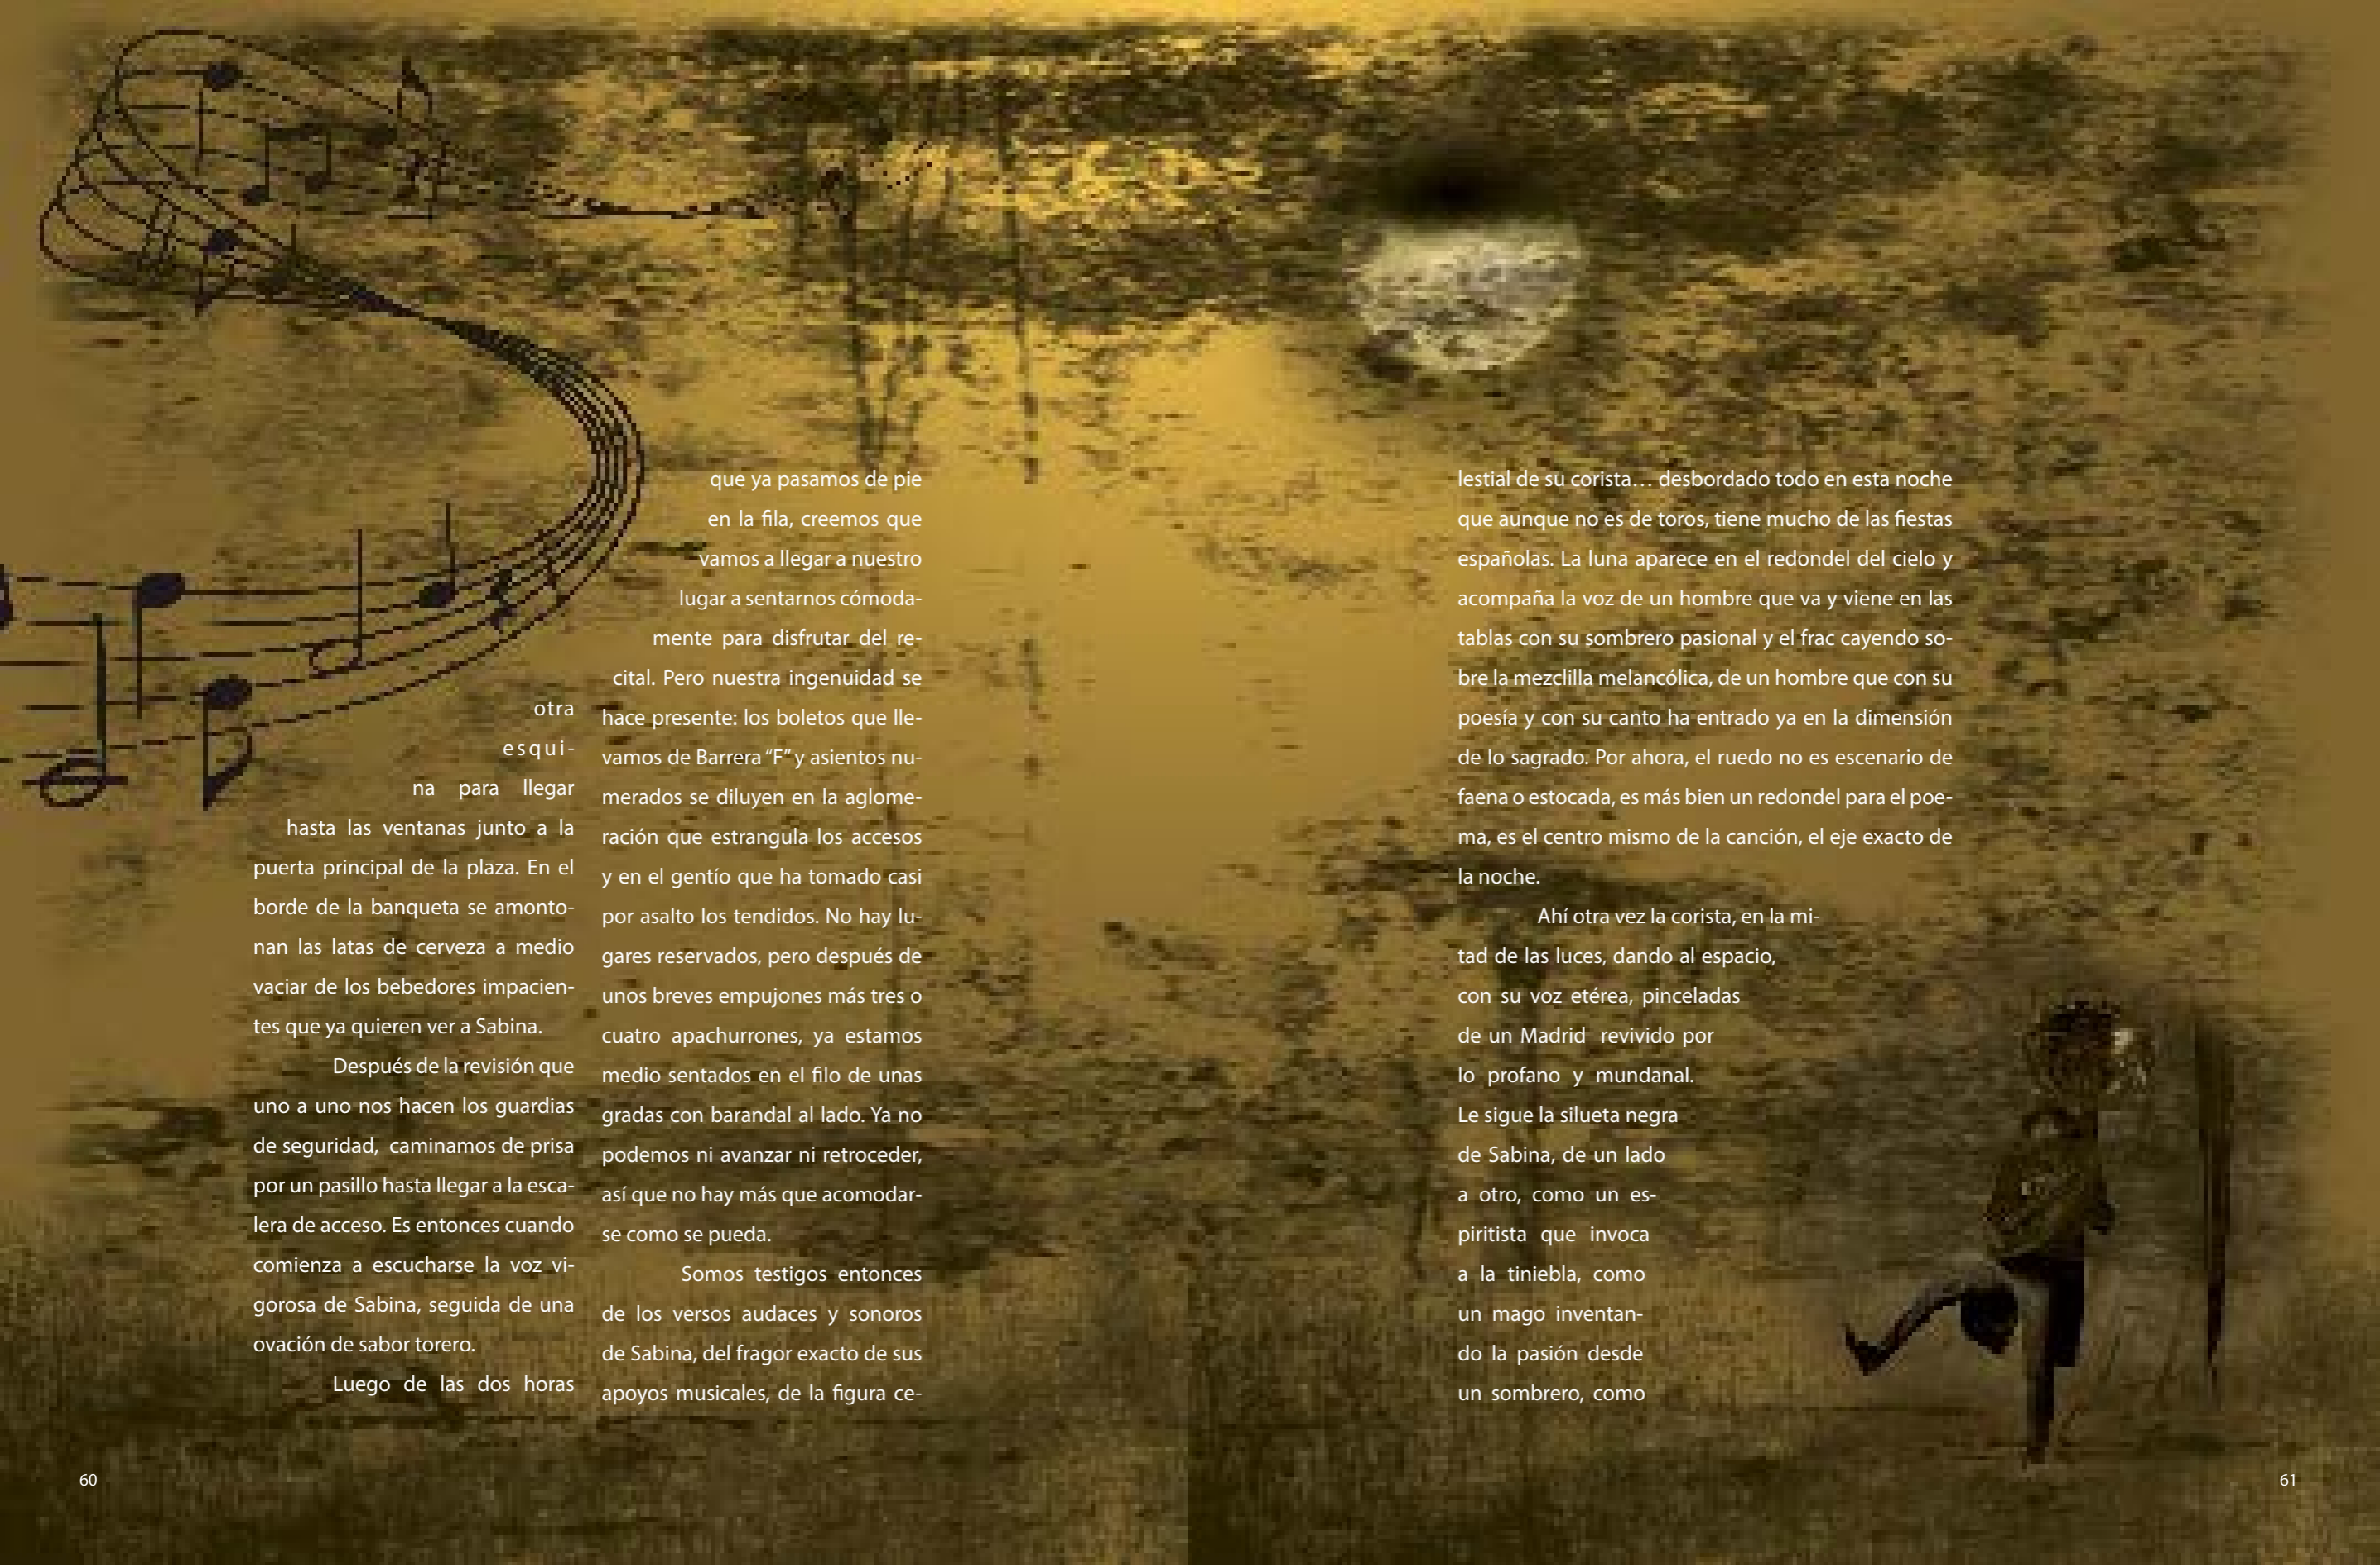 otra
esqui-
na para llegar
hasta las ventanas junto a la
puerta principal de la plaza. En el
borde de la banqueta se amonto-
nan las latas de cerveza a medio
vaciar de los bebedores impacien-
tes que ya quieren ver a Sabina.
Después de la revisión que
uno a uno nos hacen los guardias
de seguridad, caminamos de prisa
por un pasillo hasta llegar a la esca-
lera de acceso. Es entonces cuando
comienza a escucharse la voz vi-
gorosa de Sabina, seguida de una
ovación de sabor torero.
Luego de las dos horas
que ya pasamos de pie
en la fila, creemos que
vamos a llegar a nuestro
lugar a sentarnos cómoda-
mente para disfrutar del re-
cital. Pero nuestra ingenuidad se
hace presente: los boletos que lle-
vamos de Barrera “F” y asientos nu-
merados se diluyen en la aglome-
ración que estrangula los accesos
y en el gentío que ha tomado casi
por asalto los tendidos. No hay lu-
gares reservados, pero después de
unos breves empujones más tres o
cuatro apachurrones, ya estamos
medio sentados en el filo de unas
gradas con barandal al lado. Ya no
podemos ni avanzar ni retroceder,
así que no hay más que acomodar-
se como se pueda.
Somos testigos entonces
de los versos audaces y sonoros
de Sabina, del fragor exacto de sus
apoyos musicales, de la figura ce-
60
lestial de su corista… desbordado todo en esta noche
que aunque no es de toros, tiene mucho de las fiestas
españolas. La luna aparece en el redondel del cielo y
acompaña la voz de un hombre que va y viene en las
tablas con su sombrero pasional y el frac cayendo so-
bre la mezclilla melancólica, de un hombre que con su
poesía y con su canto ha entrado ya en la dimensión
de lo sagrado. Por ahora, el ruedo no es escenario de
faena o estocada, es más bien un redondel para el poe-
ma, es el centro mismo de la canción, el eje exacto de
la noche.
Ahí otra vez la corista, en la mi-
tad de las luces, dando al espacio,
con su voz etérea, pinceladas
de un Madrid revivido por
lo profano y mundanal.
Le sigue la silueta negra
de Sabina, de un lado
a otro, como un es-
piritista que invoca
a la tiniebla, como
un mago inventan-
do la pasión desde
un sombrero, como
61